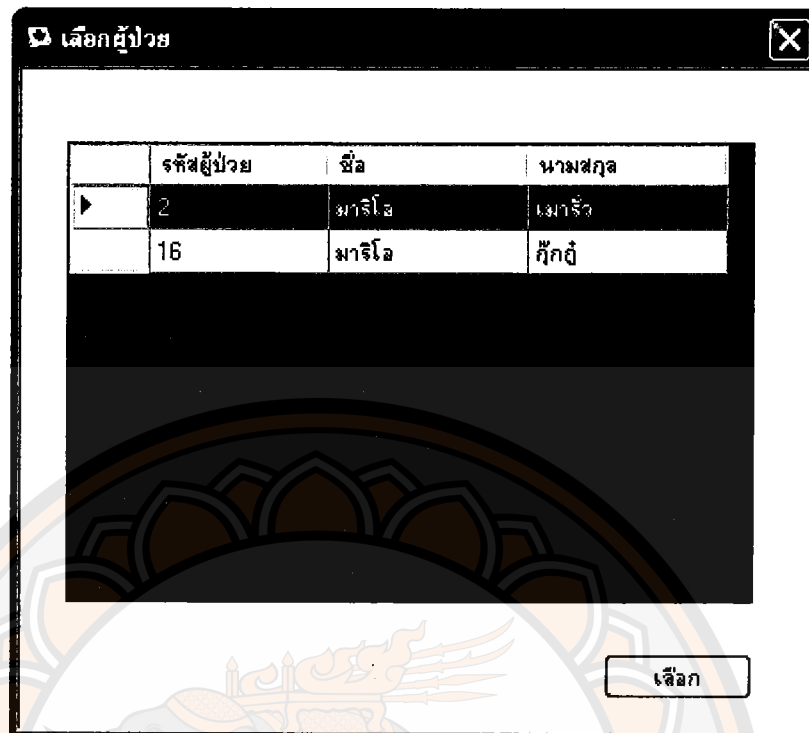 เลือกผู้ป่วย
รหัสผู้ป่วย ชื่อ นามสกุล
2 มาริโอ เมาริ่ว
16 มาริโอ กุ๊กกู๋
เลือก